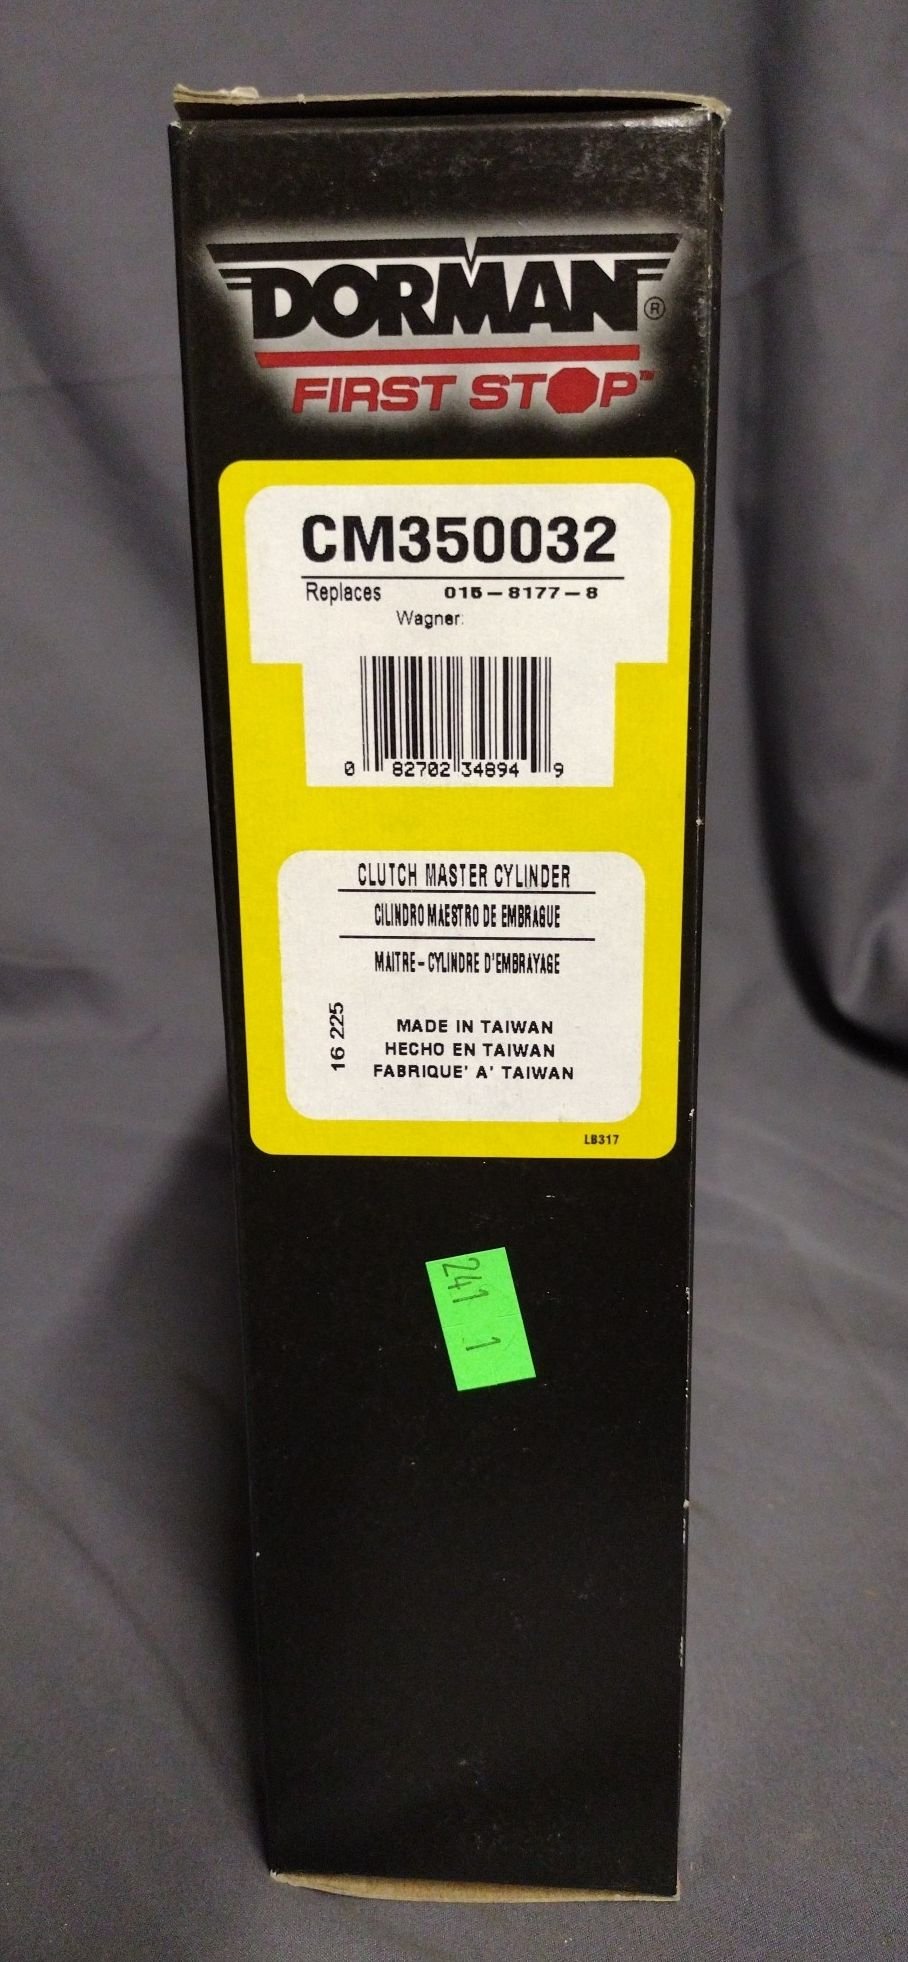 DORMAN®
FIRST STOP™
CM350032
Replaces 015-8177-8
Wagner:
0 82702 34894 9
CLUTCH MASTER CYLINDER
CILINDRO MAESTRO DE EMBRAGUE
MAITRE-CYLINDRE D'EMBRAYAGE
16 225
MADE IN TAIWAN
HECHO EN TAIWAN
FABRIQUE' A' TAIWAN
LB317
241 1